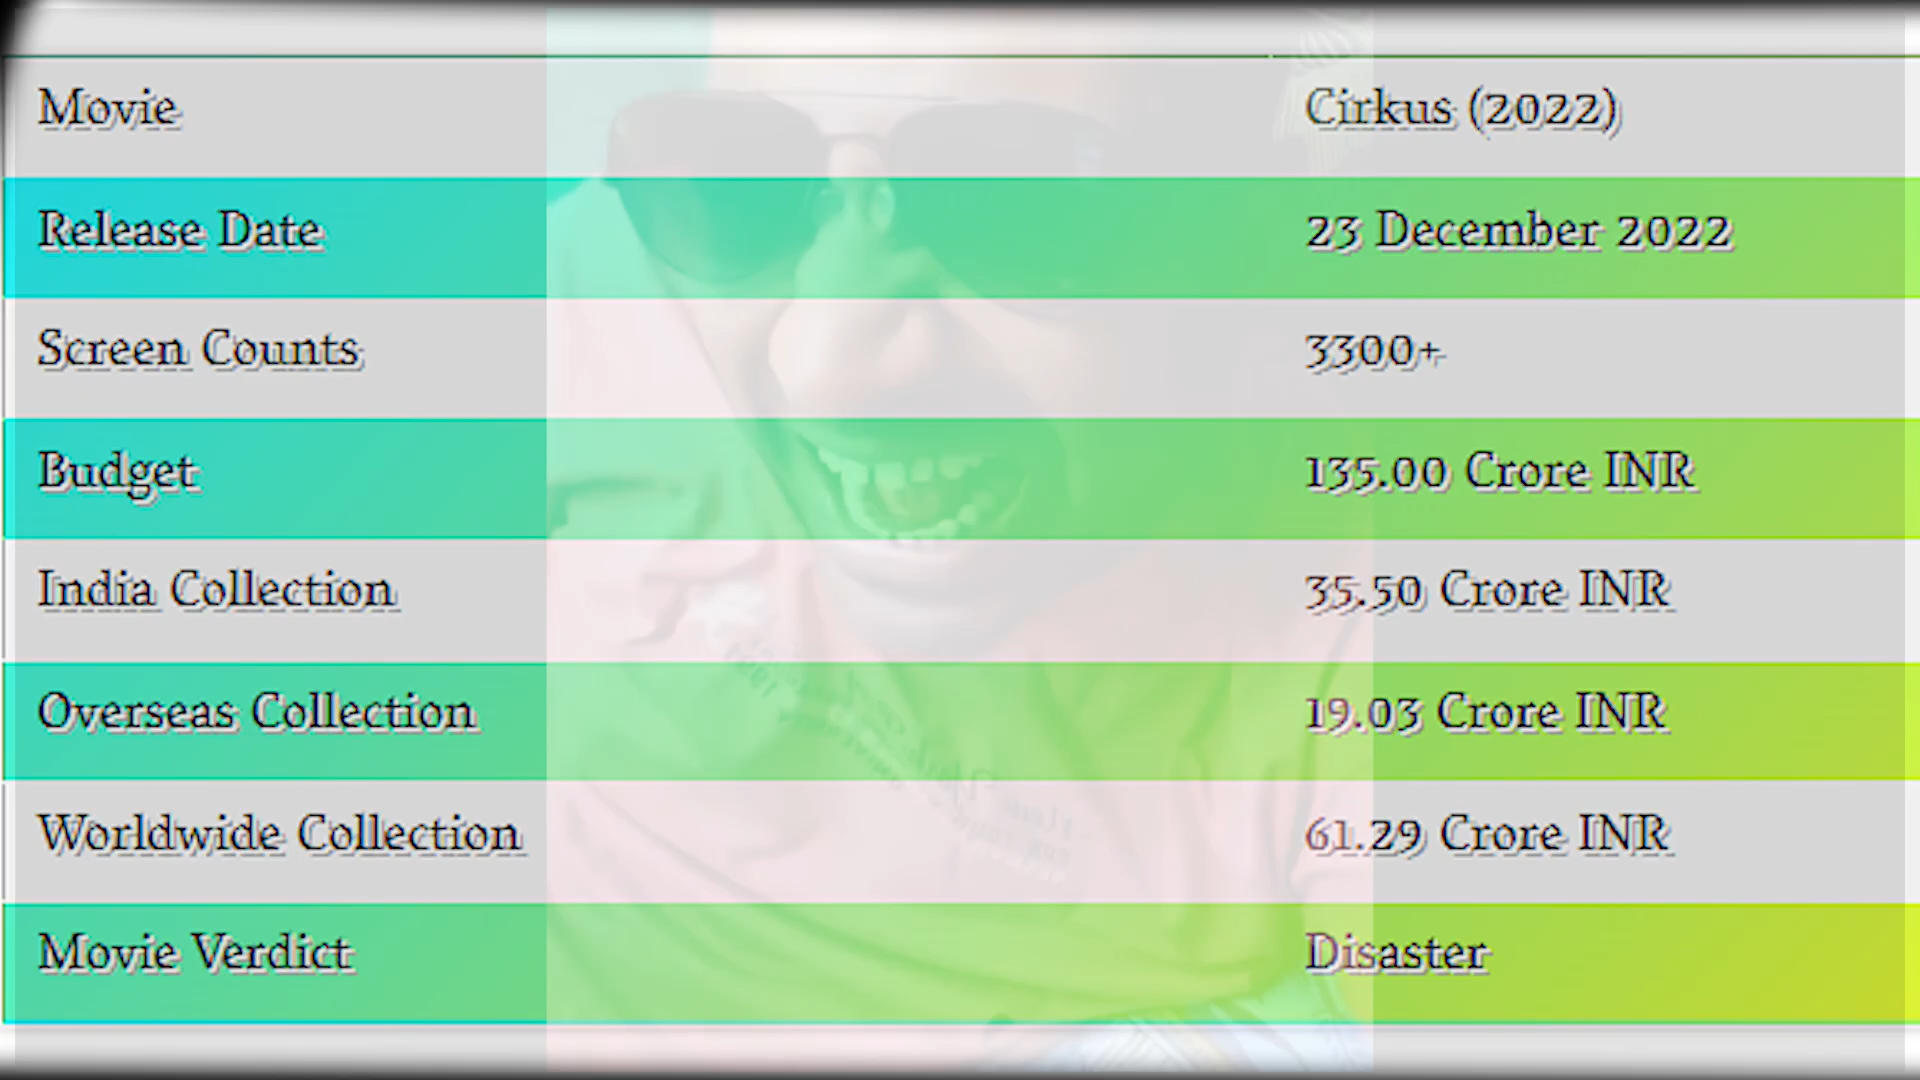 Movie Cirkus (2022)
Release Date 23 December 2022
Screen Counts 3300+
Budget 135.00 Crore INR
India Collection 35.50 Crore INR
Overseas Collection 19.03 Crore INR
Worldwide Collection 61.29 Crore INR
Movie Verdict Disaster